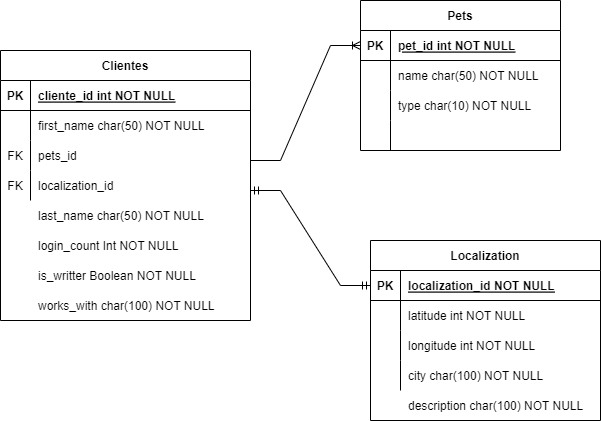 Pets
PK pet_id int NOT NULL
name char(50) NOT NULL
type char(10) NOT NULL
Clientes
PK cliente_id int NOT NULL
first_name char(50) NOT NULL
FK pets_id
FK localization_id
last_name char(50) NOT NULL
login_count Int NOT NULL
is_writter Boolean NOT NULL
works_with char(100) NOT NULL
Localization
PK localization_id NOT NULL
latitude int NOT NULL
longitude int NOT NULL
city char(100) NOT NULL
description char(100) NOT NULL